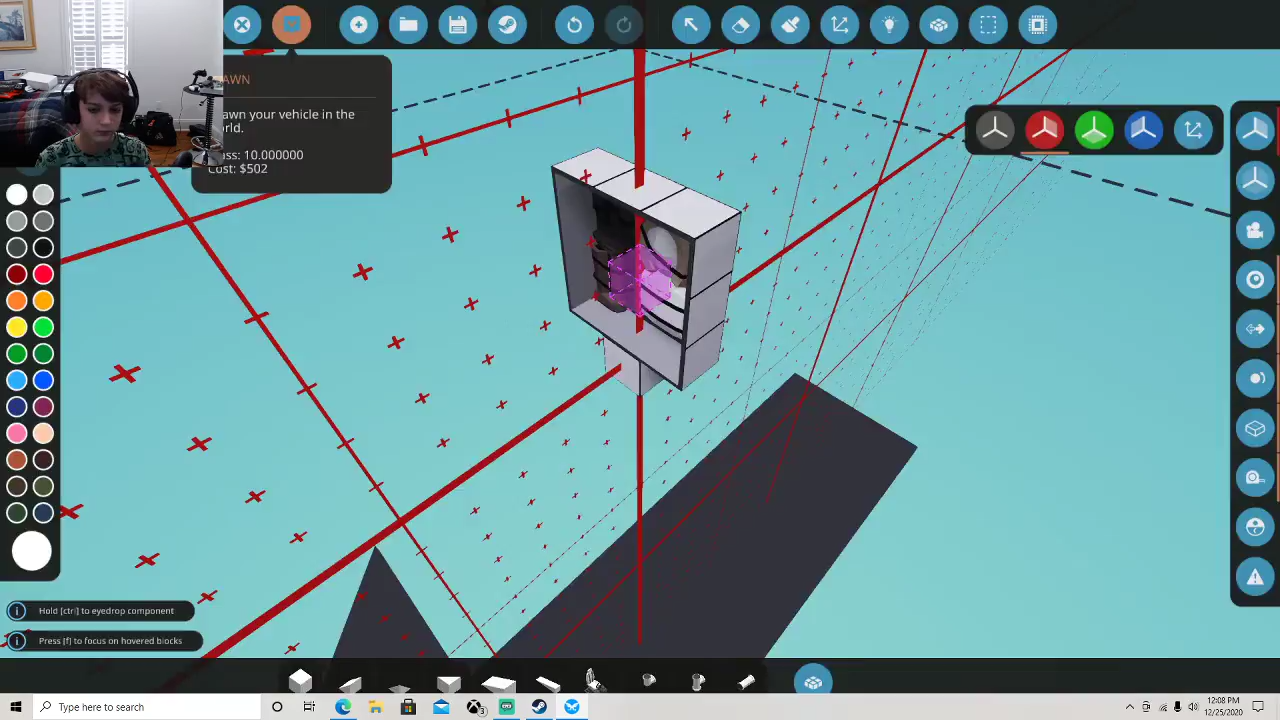 AWN
awn your vehicle in the
rld.
ss: 10.000000
Cost: $502
Hold [ctrl] to eyedrop component
Press [f] to focus on hovered blocks
Type here to search
12:08 PM
12/25/2020